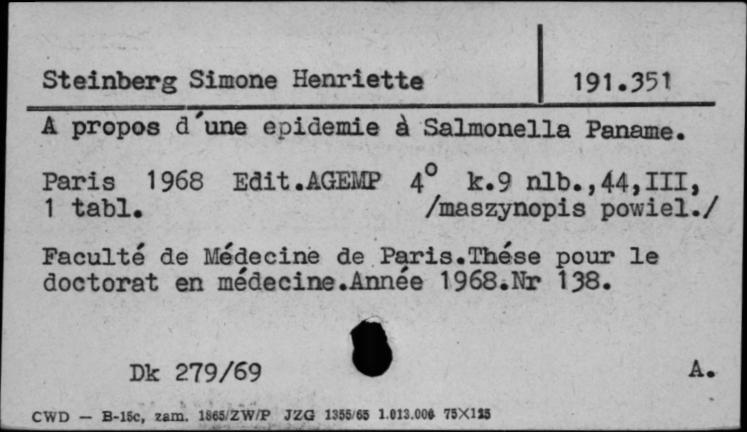 Steinberg Simone Henriette 191.351
A propos d´une epidemie à Salmonella Paname.
Paris 1968 Edit.AGEMP 4° k.9 nlb.,44,III,
1 tabl. /maszynopis powiel./
Faculté de Médecine de Paris.Thése pour le
doctorat en médecine.Année 1968.Nr 138.
Dk 279/69 A.
CWD — B-15c, zam. 1865/ZW/P JZG 1355/65 1.013.006 75×125